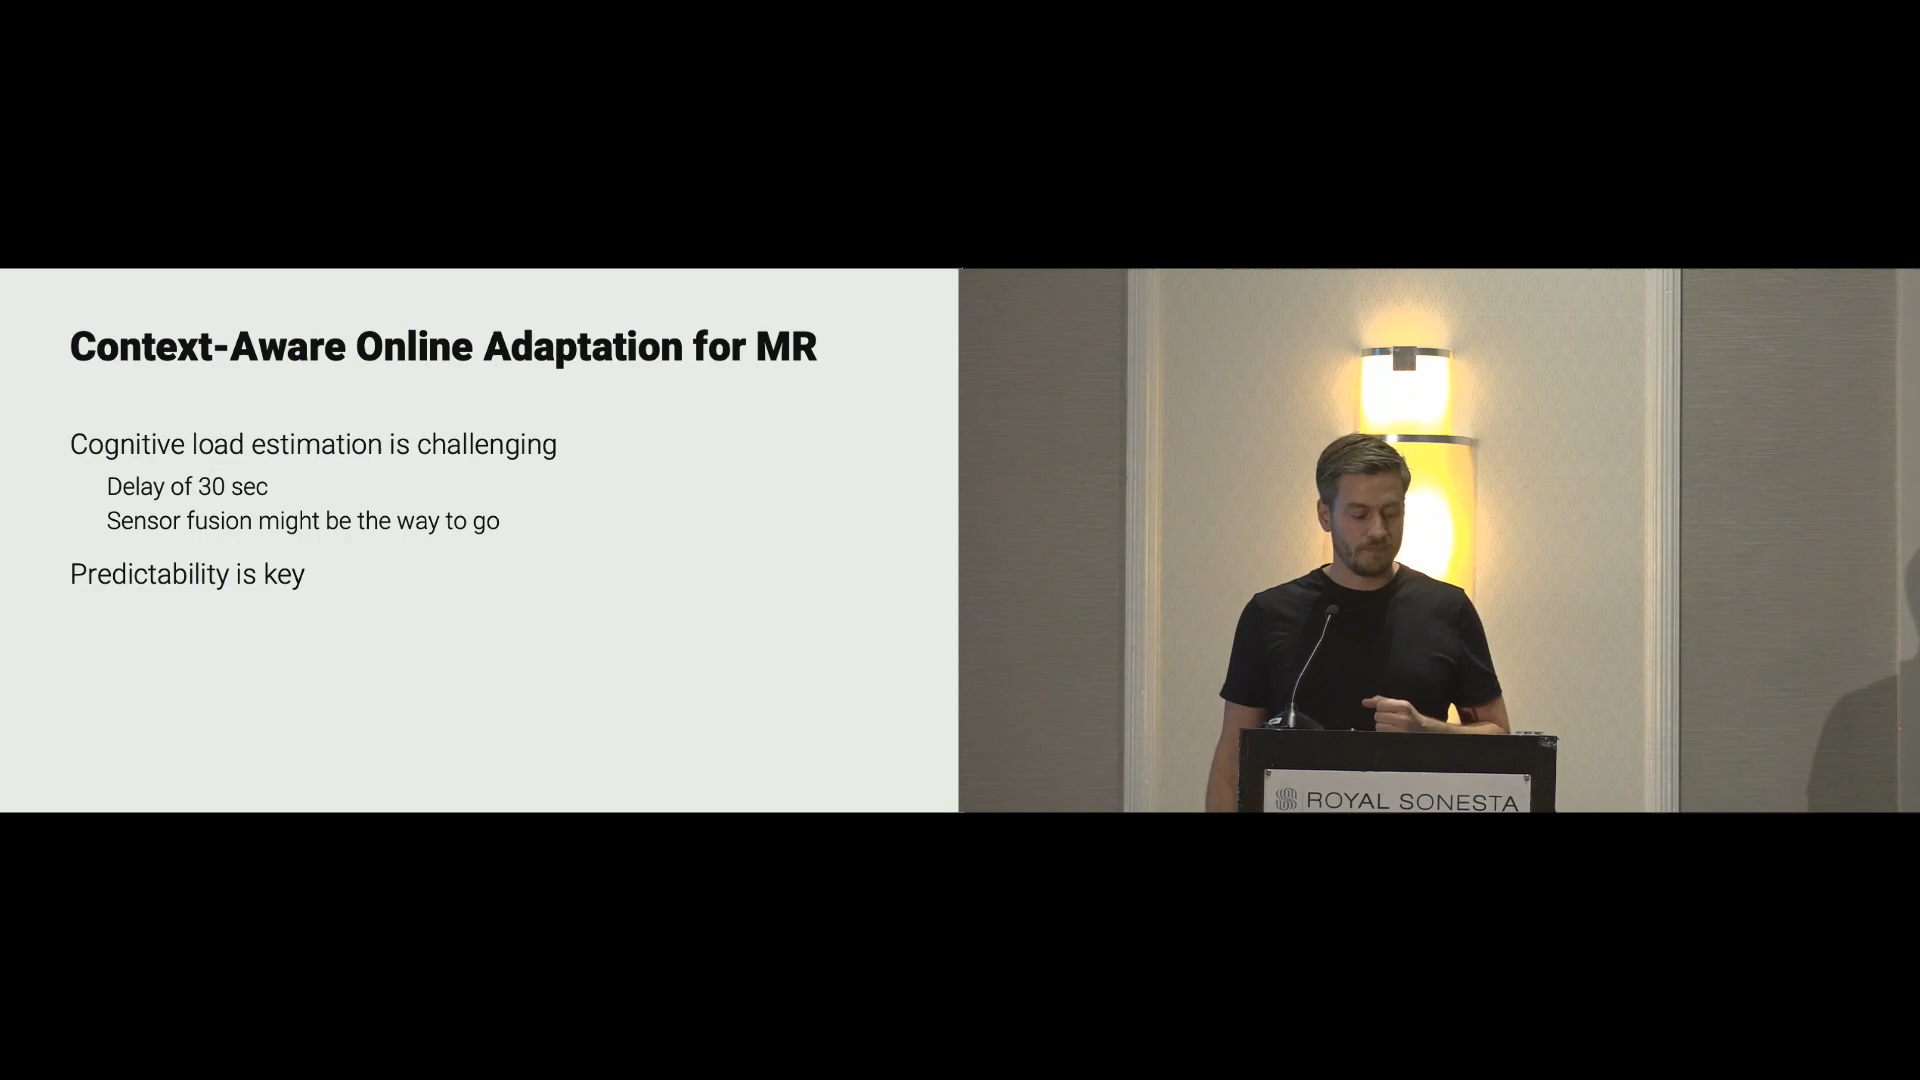 Context-Aware Online Adaptation for MR
Cognitive load estimation is challenging
Delay of 30 sec
Sensor fusion might be the way to go
Predictability is key
ROYAL SONESTA